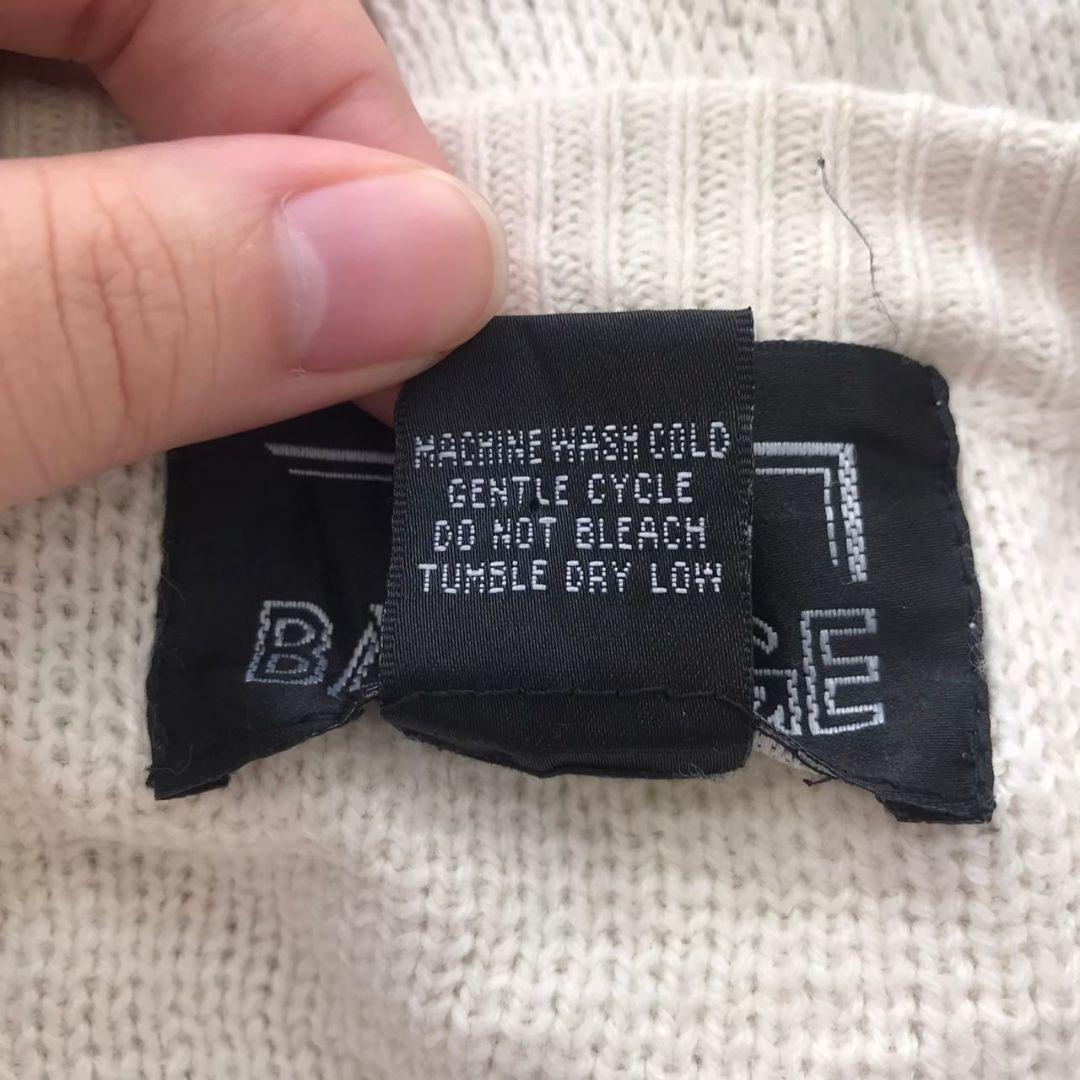 MACHINE WASH COLD
GENTLE CYCLE
DO NOT BLEACH
TUMBLE DRY LOW